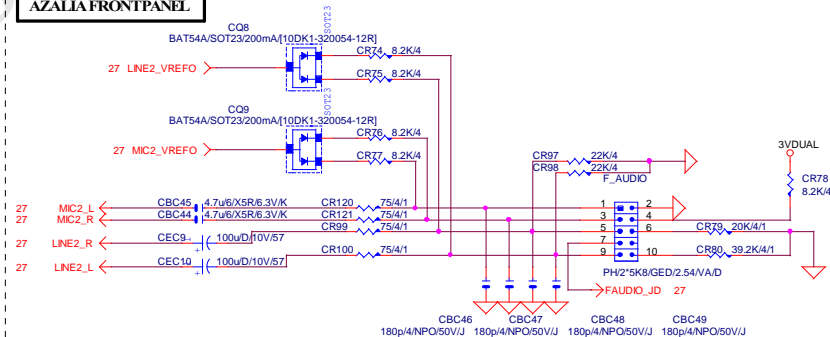 AZALIA FRONTPANEL
CQ8
BAT54A/SOT23/200mA/[10DK1-320054-12R]
SOT23
27 LINE2_VREFO
CR74 8.2K/4
CR75 8.2K/4
CQ9
BAT54A/SOT23/200mA/[10DK1-320054-12R]
SOT23
27 MIC2_VREFO
CR76 8.2K/4
CR77 8.2K/4
CR97 22K/4
CR98 22K/4
F_AUDIO
3VDUAL
CR78
8.2K/4
27 MIC2_L CBC45 4.7u/6/X5R/6.3V/K CR120 75/4/1
27 MIC2_R CBC44 4.7u/6/X5R/6.3V/K CR121 75/4/1
27 LINE2_R CEC9 + 100u/D/10V/57 CR99 75/4/1
27 LINE2_L CEC10 + 100u/D/10V/57 CR100 75/4/1
1 2
3 4
5 6 CR79 20K/4/1
7
9 10 CR80 39.2K/4/1
PH/2*5K8/GED/2.54/VA/D
FAUDIO_JD 27
CBC46 CBC47 CBC48 CBC49
180p/4/NPO/50V/J 180p/4/NPO/50V/J 180p/4/NPO/50V/J 180p/4/NPO/50V/J